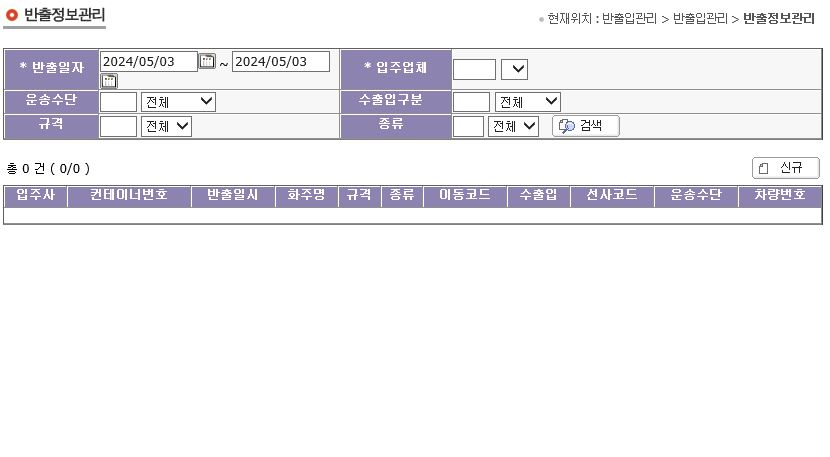 반출정보관리
현재위치 : 반출입관리 > 반출입관리 > 반출정보관리
* 반출일자 2024/05/03 ~ 2024/05/03 * 입주업체
운송수단 전체 수출입구분 전체
규격 전체 종류 전체 검색
총 0 건 ( 0/0 ) 신규
입주사 컨테이너번호 반출일시 화주명 규격 종류 이동코드 수출입 선사코드 운송수단 차량번호